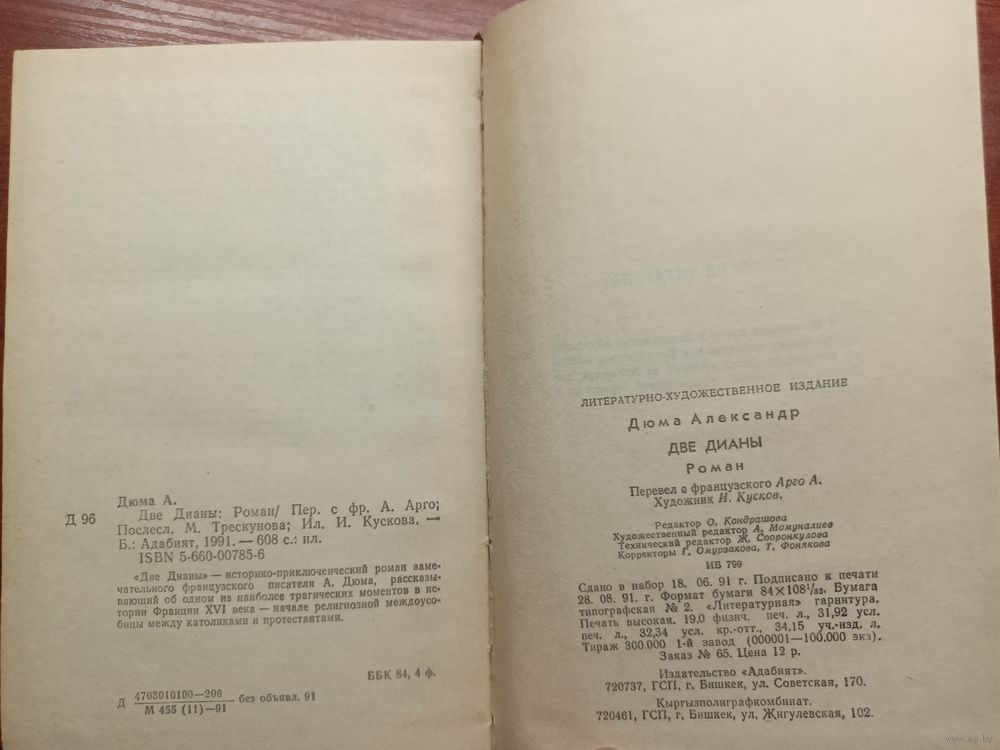 Дюма А.
Д 96
Две Дианы: Роман/ Пер. с фр. А. Арго;
Послесл. М. Трескунова; Ил. И. Кускова. —
Б.: Адабият, 1991. — 608 с.: ил.
ISBN 5-660-00785-6
«Две Дианы» — историко-приключенческий роман заме-
чательного французского писателя А. Дюма, рассказы-
вающий об одном из наиболее трагических моментов в ис-
тории Франции XVI века — начале религиозной междоусо-
бицы между католиками и протестантами.
ББК 84, 4 ф.
Д 4703010100—208 без объявл. 91
М 455 (11)—91
ЛИТЕРАТУРНО-ХУДОЖЕСТВЕННОЕ ИЗДАНИЕ
Дюма Александр
ДВЕ ДИАНЫ
Роман
Перевел с французского Арго А.
Художник И. Кусков.
Редактор О. Кондрашова
Художественный редактор А. Момуналиев
Технический редактор Ж. Сооронкулова
Корректоры Г. Омурзакова, Т. Фонякова
ИБ 799
Сдано в набор 18. 06. 91 г. Подписано к печати
28. 08. 91 г. Формат бумаги 84×108¹/₃₂. Бумага
типографская № 2. «Литературная» гарнитура.
Печать высокая. 19,0 физич. печ. л., 31,92 усл.
печ. л., 32,34 усл. кр.-отт., 34,15 уч.-изд. л.
Тираж 300.000 1-й завод (000001—100.000 экз).
Заказ № 65. Цена 12 р.
Издательство «Адабият».
720737, ГСП, г. Бишкек, ул. Советская, 170.
Кыргызполиграфкомбинат.
720461, ГСП, г. Бишкек, ул. Жигулевская, 102.
www.ay.by